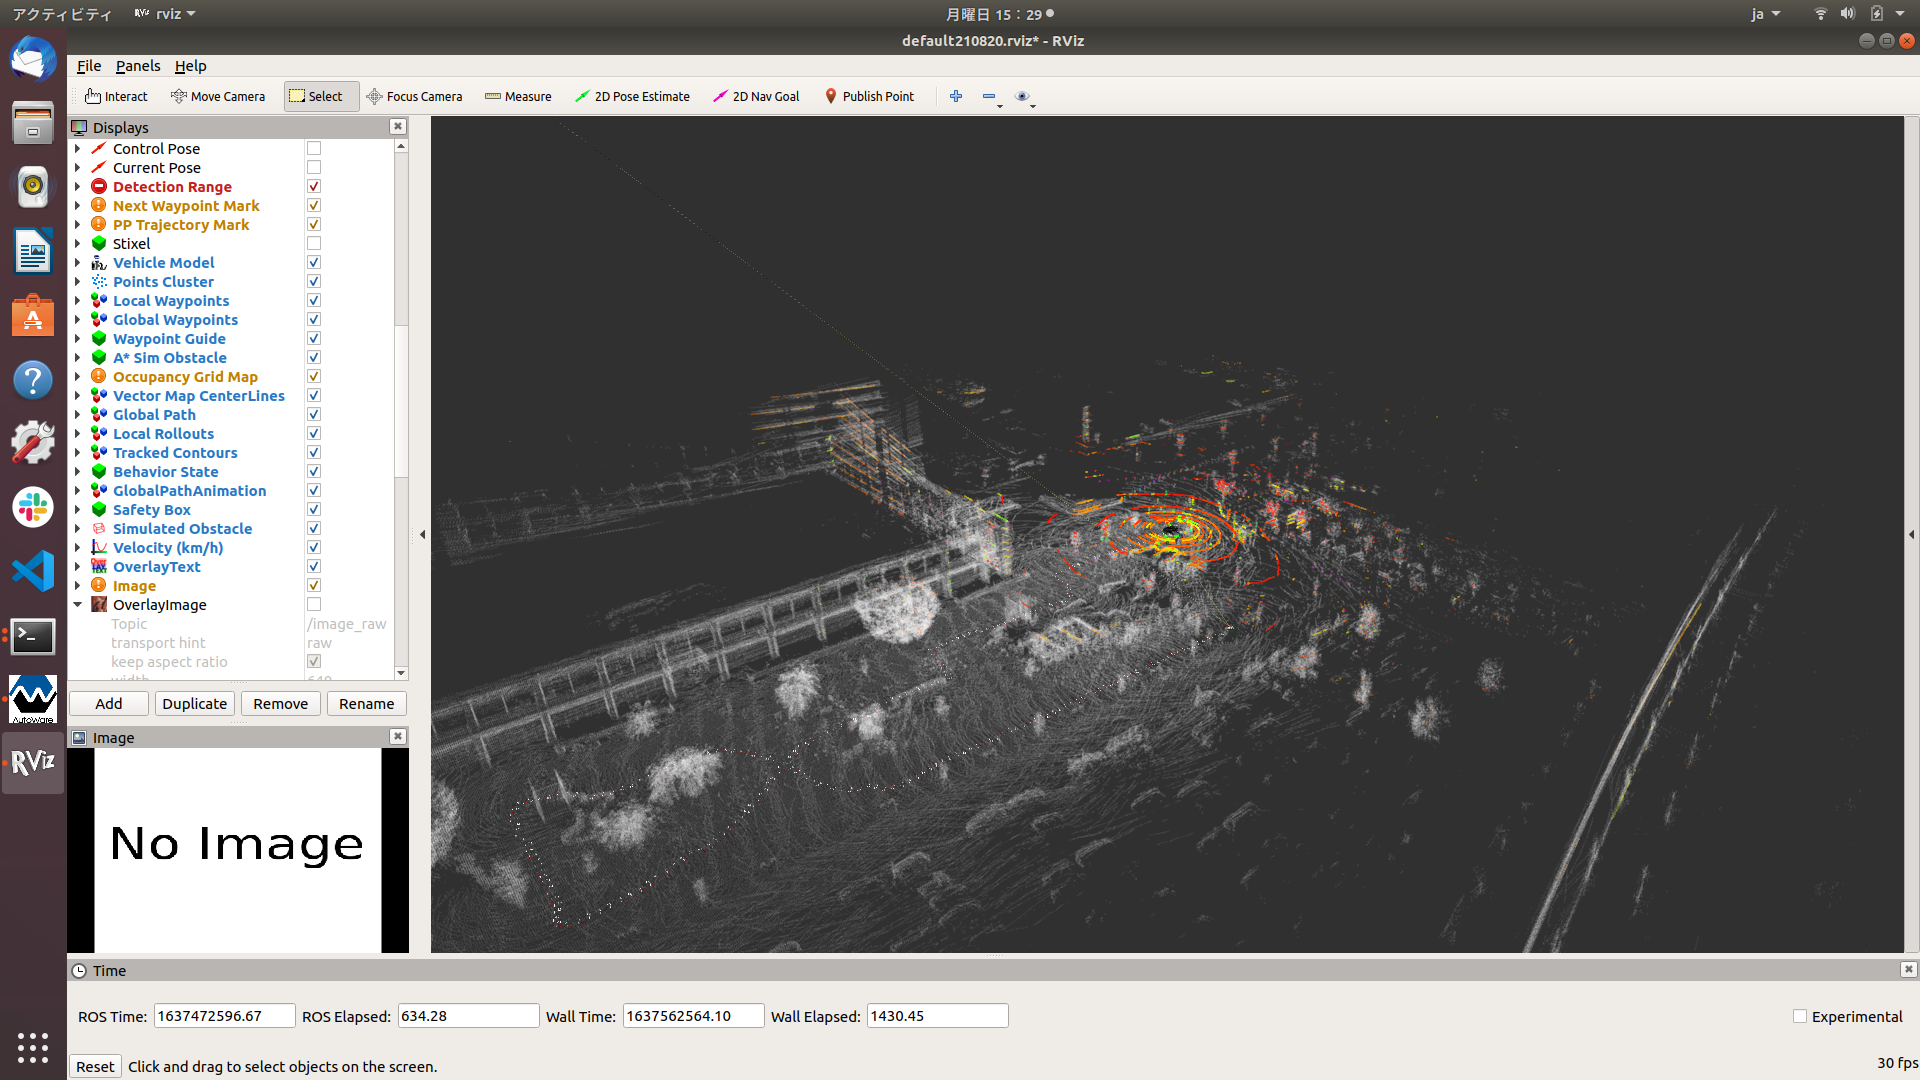 アクティビティ
RViz rviz
月曜日 15：29
ja
default210820.rviz* - RViz
File Panels Help
Interact Move Camera Select Focus Camera Measure 2D Pose Estimate 2D Nav Goal Publish Point
Displays
Control Pose
Current Pose
Detection Range
Next Waypoint Mark
PP Trajectory Mark
Stixel
Vehicle Model
Points Cluster
Local Waypoints
Global Waypoints
Waypoint Guide
A* Sim Obstacle
Occupancy Grid Map
Vector Map CenterLines
Global Path
Local Rollouts
Tracked Contours
Behavior State
GlobalPathAnimation
Safety Box
Simulated Obstacle
Velocity (km/h)
OverlayText
Image
OverlayImage
Topic /image_raw
transport hint raw
keep aspect ratio
width 640
Add Duplicate Remove Rename
AutoWare
RViz
Image
No Image
Time
ROS Time: 1637472596.67 ROS Elapsed: 634.28 Wall Time: 1637562564.10 Wall Elapsed: 1430.45 Experimental
Reset Click and drag to select objects on the screen. 30 fps